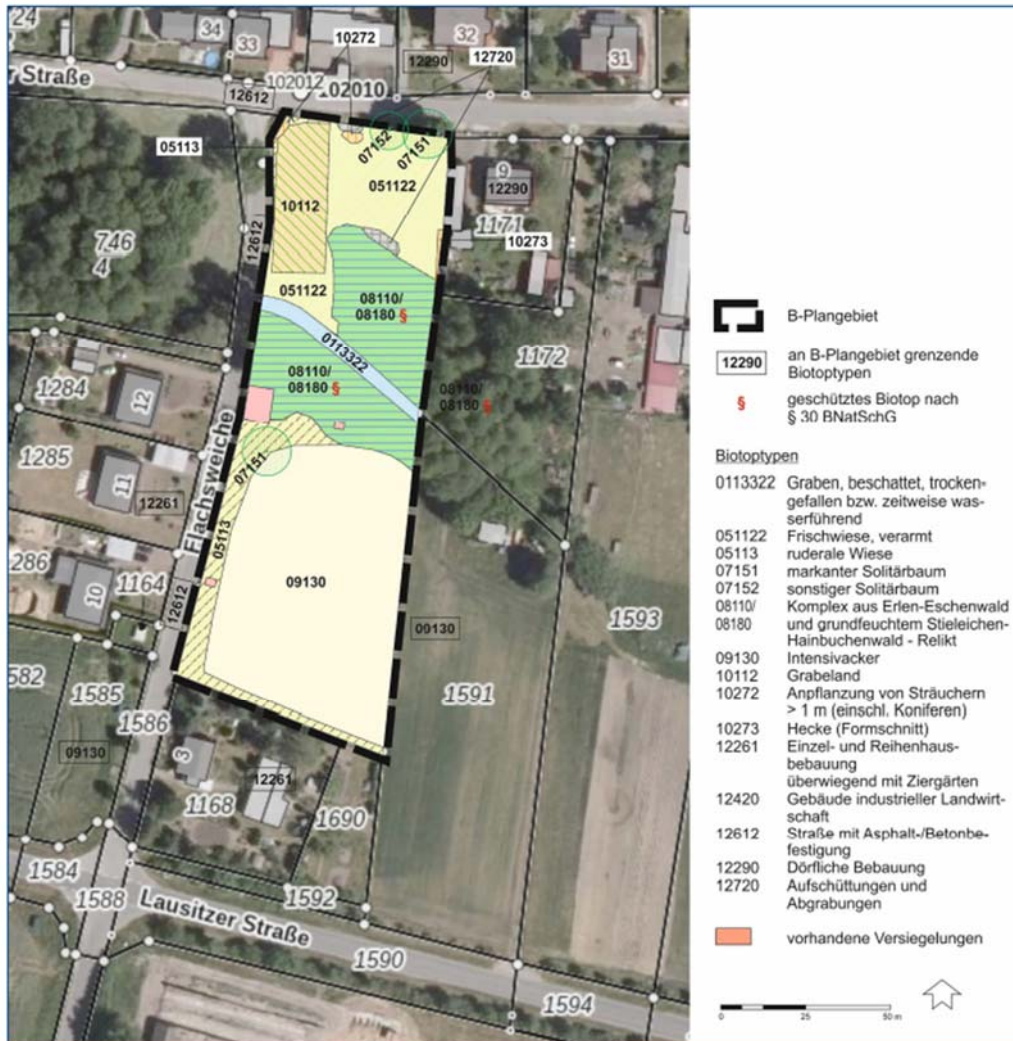 24
34
33
10272
32
12290
12720
31
r Straße
102012
102010
12612
05113
07152
07151
051122
9
12290
1171
10273
10112
746
4
12612
051122
08110/
08180 §
0113322
1172
1284
12
08110/
08180 §
08110/
08180 §
Flachsweiche
1285
11
07151
12261
05113
286
10
1164
09130
12612
09130
1593
582
1585
1586
1591
09130
3
12261
1168
1690
1584
1588
1592
Lausitzer Straße
1590
1594
B-Plangebiet
12290 an B-Plangebiet grenzende
Biotoptypen
§ geschütztes Biotop nach
§ 30 BNatSchG
Biotoptypen
0113322 Graben, beschattet, trocken-
gefallen bzw. zeitweise was-
serführend
051122 Frischwiese, verarmt
05113 ruderale Wiese
07151 markanter Solitärbaum
07152 sonstiger Solitärbaum
08110/ Komplex aus Erlen-Eschenwald
08180 und grundfeuchtem Stieleichen-
Hainbuchenwald - Relikt
09130 Intensivacker
10112 Grabeland
10272 Anpflanzung von Sträuchern
> 1 m (einschl. Koniferen)
10273 Hecke (Formschnitt)
12261 Einzel- und Reihenhaus-
bebauung
überwiegend mit Ziergärten
12420 Gebäude industrieller Landwirt-
schaft
12612 Straße mit Asphalt-/Betonbe-
festigung
12290 Dörfliche Bebauung
12720 Aufschüttungen und
Abgrabungen
vorhandene Versiegelungen
0 10 25 50 m